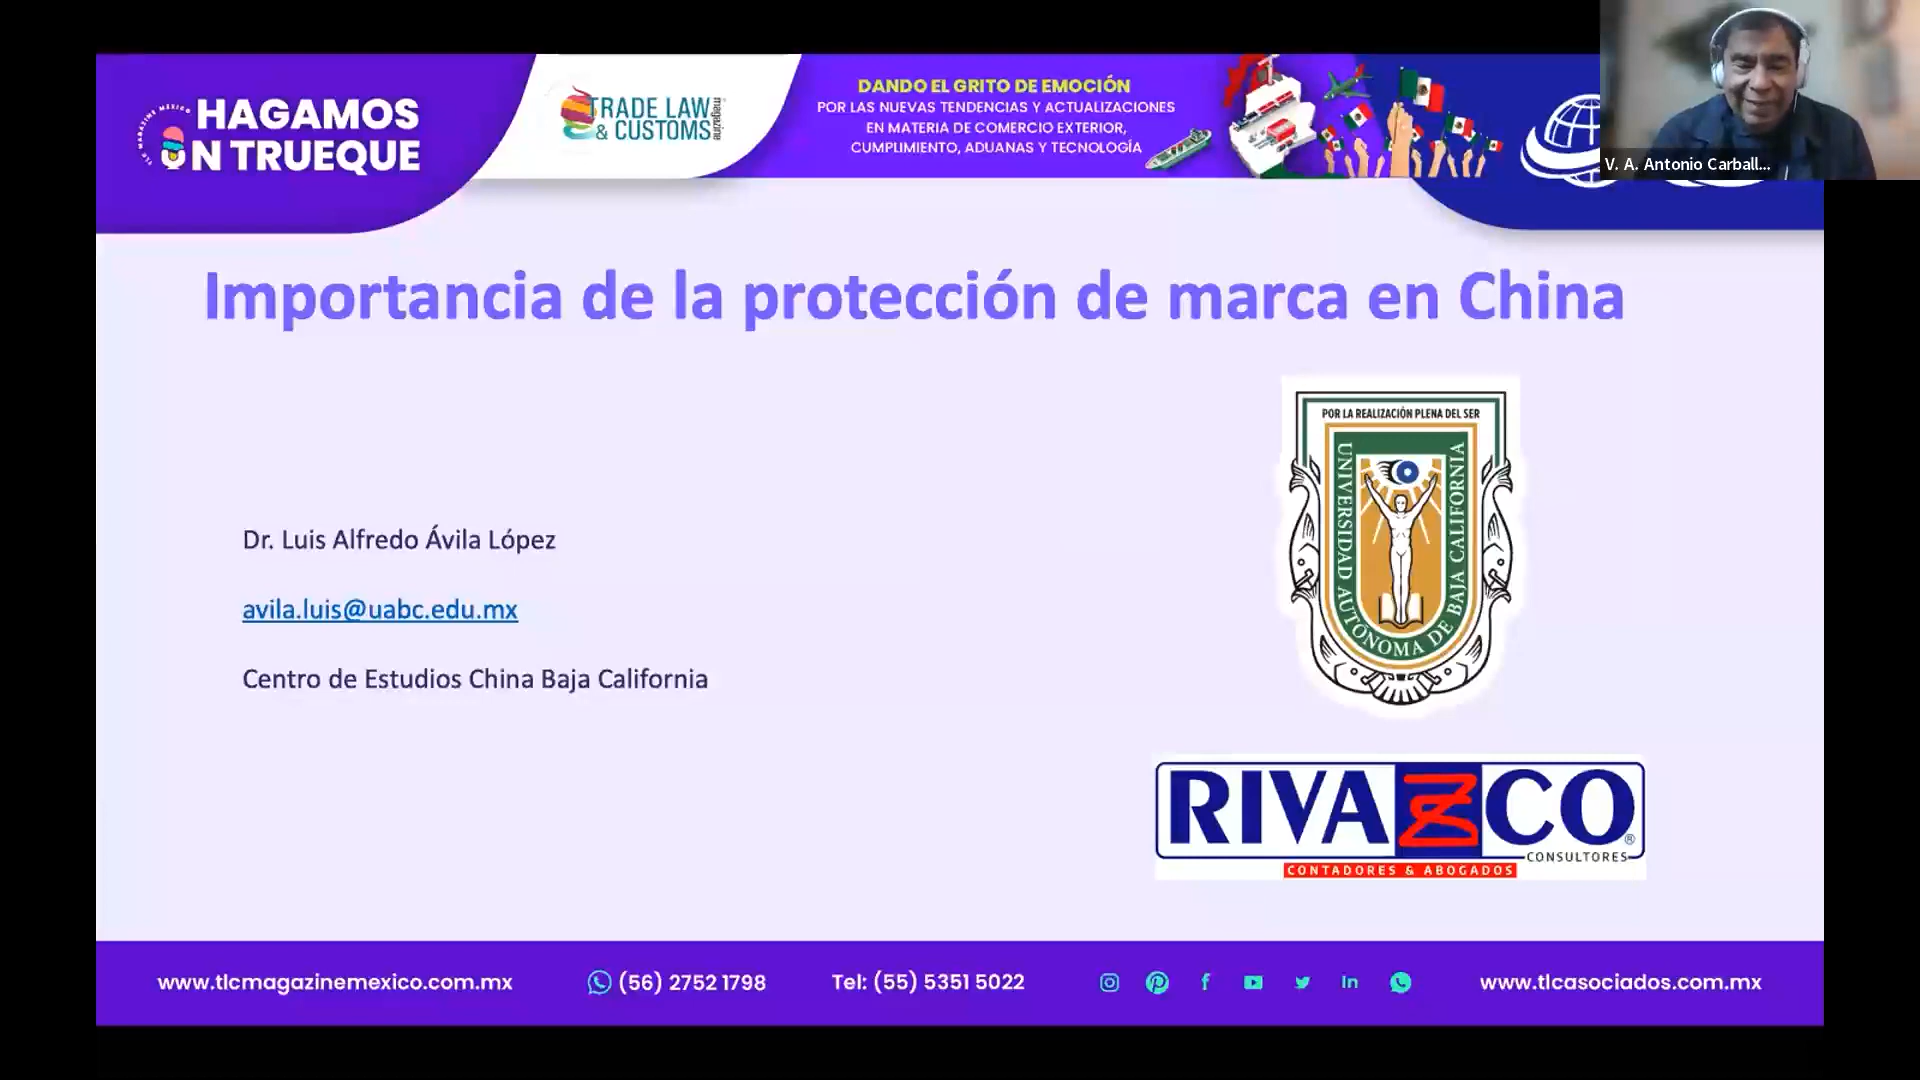 HAGAMOS
UN TRUEQUE
TRADE LAW
& CUSTOMS
magazine
DANDO EL GRITO DE EMOCIÓN
POR LAS NUEVAS TENDENCIAS Y ACTUALIZACIONES
EN MATERIA DE COMERCIO EXTERIOR,
CUMPLIMIENTO, ADUANAS Y TECNOLOGÍA
V. A. Antonio Carball...
Importancia de la protección de marca en China
Dr. Luis Alfredo Ávila López
avila.luis@uabc.edu.mx
Centro de Estudios China Baja California
POR LA REALIZACIÓN PLENA DEL SER
UNIVERSIDAD AUTÓNOMA DE BAJA CALIFORNIA
RIVA CO
®
CONSULTORES
CONTADORES & ABOGADOS
www.tlcmagazinemexico.com.mx
(56) 2752 1798
Tel: (55) 5351 5022
www.tlcasociados.com.mx